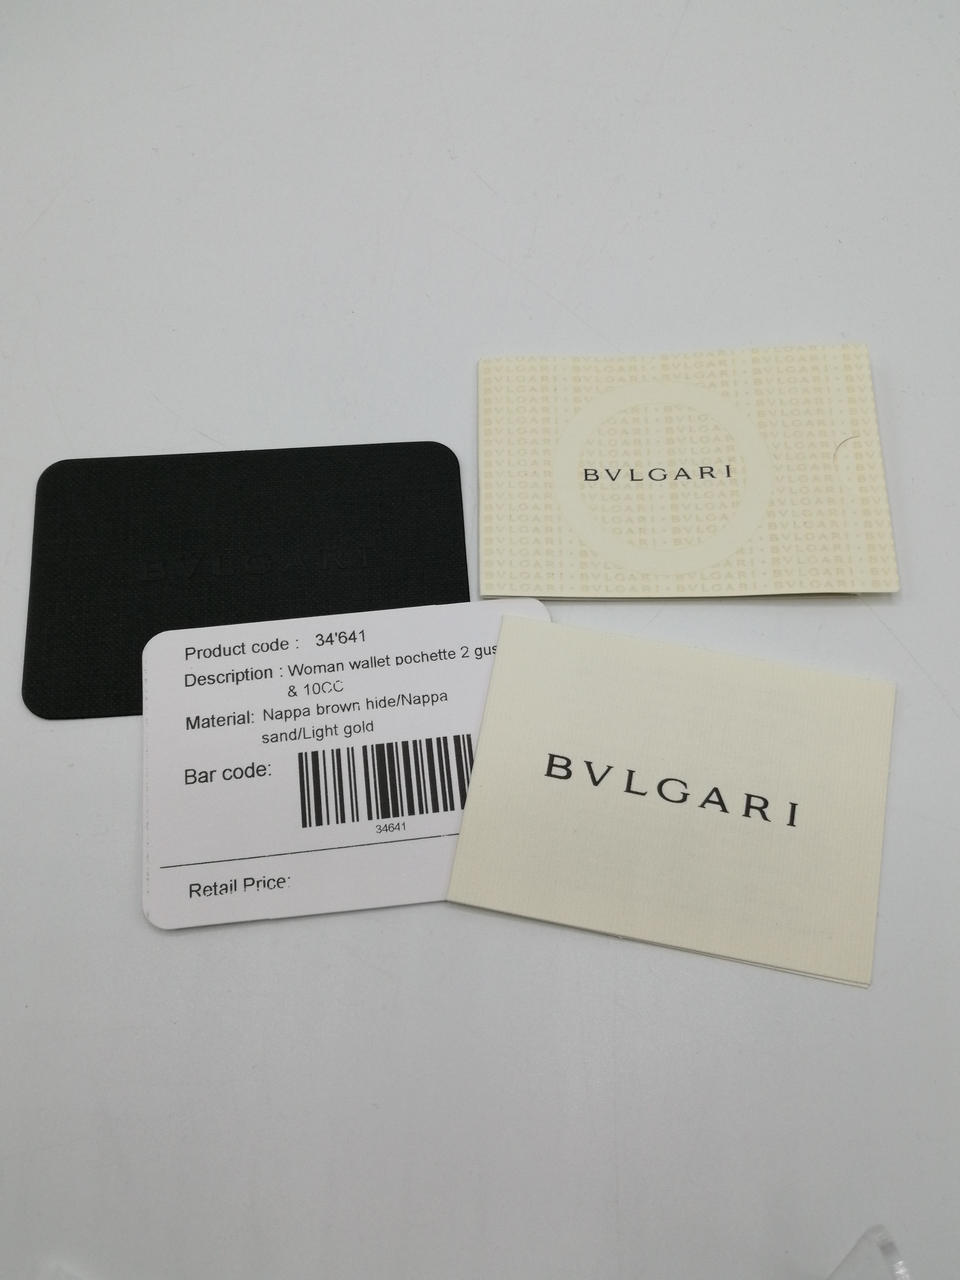 BVLGARI
BVLGARI
Product code : 34'641
Description : Woman wallet pochette 2 gus
& 10CC
Material: Nappa brown hide/Nappa
sand/Light gold
Bar code:
34641
Retail Price:
BVLGARI